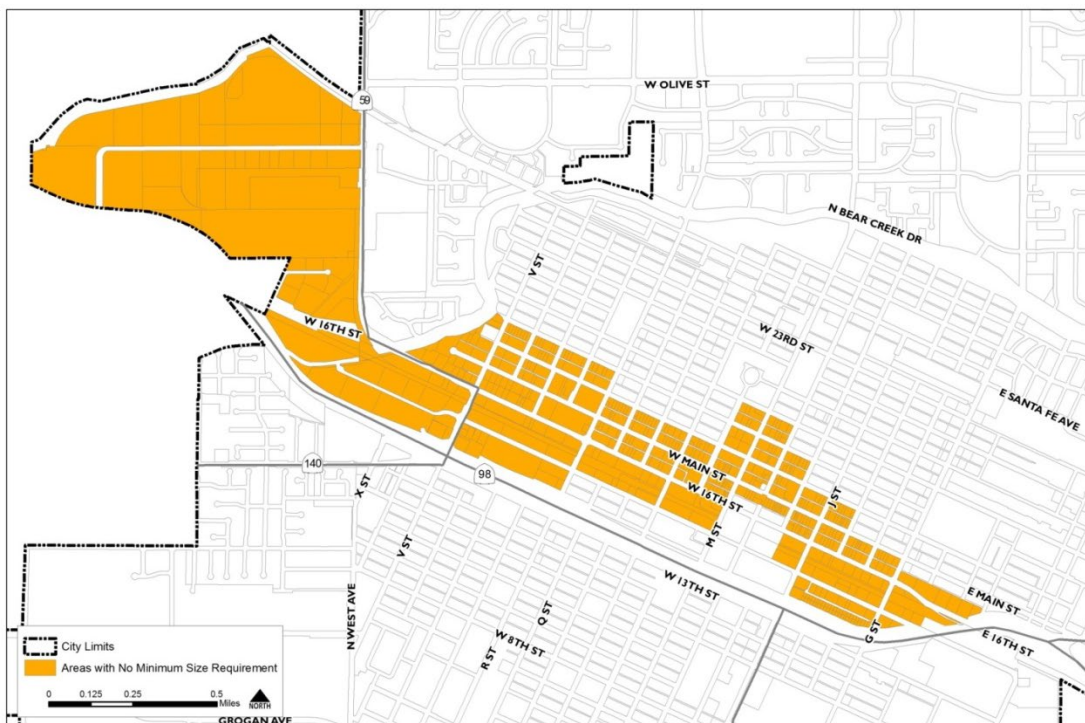 W OLIVE ST
59
N BEAR CREEK DR
V ST
W 16TH ST
W 23RD ST
E SANTA FE AVE
W MAIN ST
W 16TH ST
140
98
X ST
J ST
V ST
M ST
W 13TH ST
E MAIN ST
N WEST AVE
Q ST
R ST
W 8TH ST
G ST
E 16TH ST
City Limits
Areas with No Minimum Size Requirement
0 0.125 0.25 0.5
Miles
NORTH
GROGAN AVE